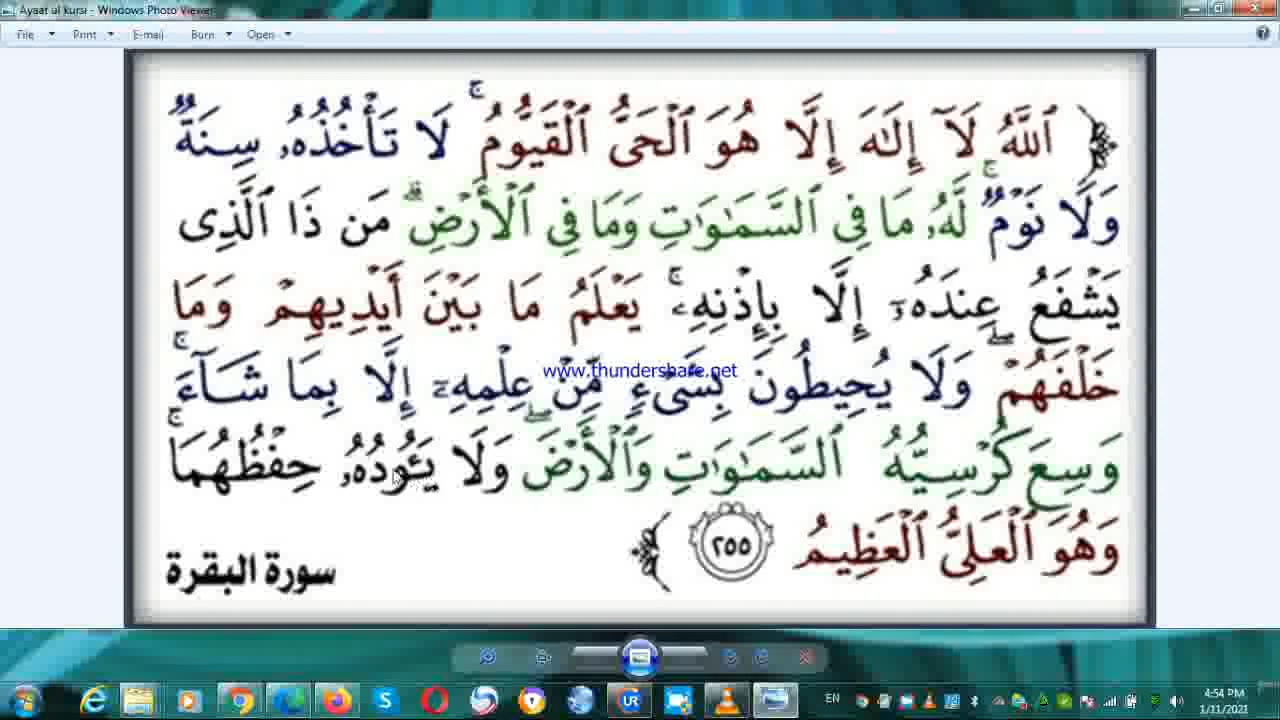 Ayaat ul kursi - Windows Photo Viewer
File Print E-mail Burn Open
ٱللَّهُ لَآ إِلَـٰهَ إِلَّا هُوَ ٱلْحَىُّ ٱلْقَيُّومُ ۚ لَا تَأْخُذُهُۥ سِنَةٌ
وَلَا نَوْمٌ ۚ لَّهُۥ مَا فِى ٱلسَّمَـٰوَٰتِ وَمَا فِى ٱلْأَرْضِ ۗ مَن ذَا ٱلَّذِى
يَشْفَعُ عِندَهُۥٓ إِلَّا بِإِذْنِهِۦ ۚ يَعْلَمُ مَا بَيْنَ أَيْدِيهِمْ وَمَا
خَلْفَهُمْ ۖ وَلَا يُحِيطُونَ بِشَىْءٍ مِّنْ عِلْمِهِۦٓ إِلَّا بِمَا شَآءَ ۚ
www.thundershare.net
وَسِعَ كُرْسِيُّهُ ٱلسَّمَـٰوَٰتِ وَٱلْأَرْضَ ۖ وَلَا يَـُٔودُهُۥ حِفْظُهُمَا ۚ
وَهُوَ ٱلْعَلِىُّ ٱلْعَظِيمُ ٢٥٥
سورة البقرة
EN 4:54 PM
1/11/2021